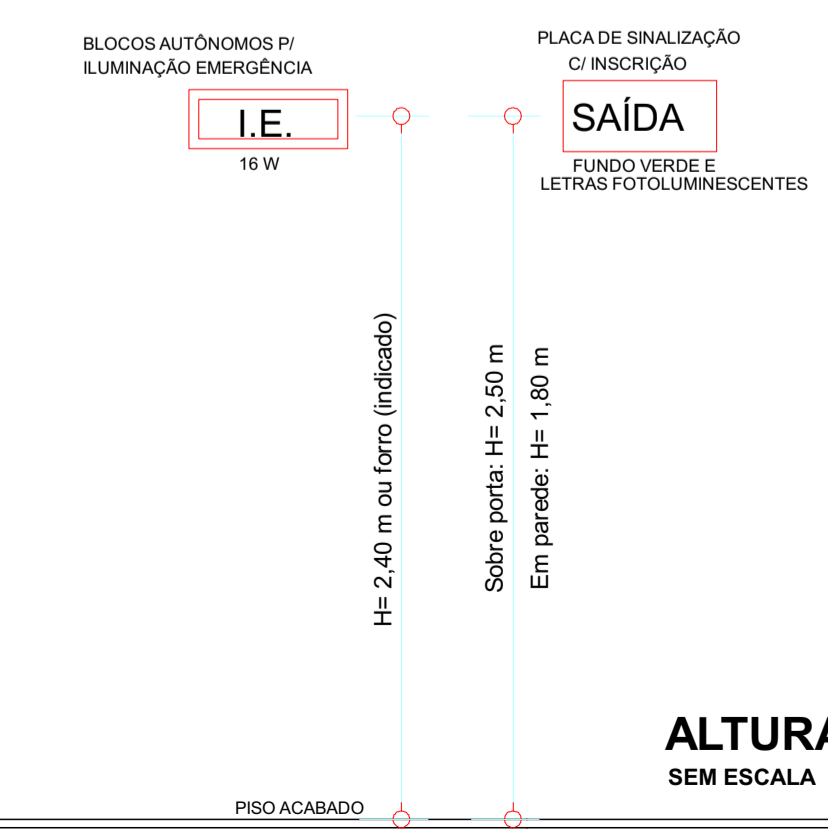 BLOCOS AUTÔNOMOS P/
ILUMINAÇÃO EMERGÊNCIA
I.E.
16 W
PLACA DE SINALIZAÇÃO
C/ INSCRIÇÃO
SAÍDA
FUNDO VERDE E
LETRAS FOTOLUMINESCENTES
H= 2,40 m ou forro (indicado)
Sobre porta: H= 2,50 m
Em parede: H= 1,80 m
ALTURA
SEM ESCALA
PISO ACABADO